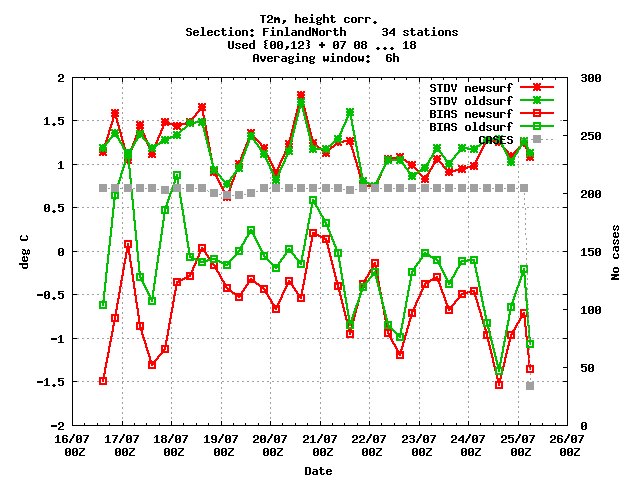 T2m, height corr.
Selection: FinlandNorth 34 stations
Used {00,12} + 07 08 ... 18
Averaging window: 6h
STDV newsurf
STDV oldsurf
BIAS newsurf
BIAS oldsurf
CASES
2
1.5
1
0.5
0
-0.5
-1
-1.5
-2
deg C
300
250
200
150
100
50
0
No cases
16/07 17/07 18/07 19/07 20/07 21/07 22/07 23/07 24/07 25/07 26/07
00Z 00Z 00Z 00Z 00Z 00Z 00Z 00Z 00Z 00Z 00Z
Date